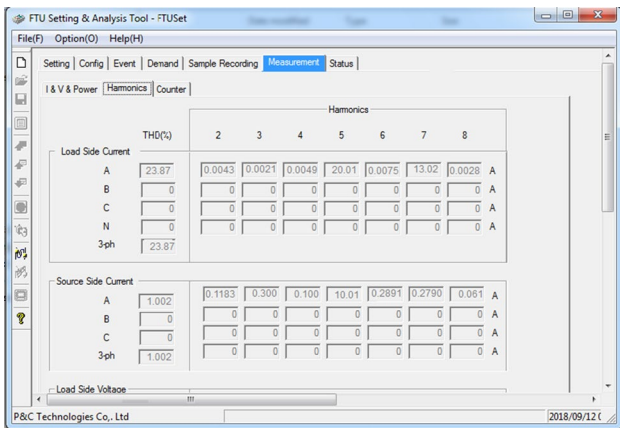 FTU Setting & Analysis Tool - FTUSet
File(F) Option(O) Help(H)
Setting Config Event Demand Sample Recording Measurement Status
I & V & Power Harmonics Counter
Harmonics
THD(%) 2 3 4 5 6 7 8
Load Side Current
A 23.87 0.0043 0.0021 0.0049 20.01 0.0075 13.02 0.0028 A
B 0 0 0 0 0 0 0 0 A
C 0 0 0 0 0 0 0 0 A
N 0 0 0 0 0 0 0 0 A
3-ph 23.87
Source Side Current
A 1.002 0.1183 0.300 0.100 10.01 0.2891 0.2790 0.061 A
B 0 0 0 0 0 0 0 0 A
C 0 0 0 0 0 0 0 0 A
3-ph 1.002 0 0 0 0 0 0 0 A
Load Side Voltage
P&C Technologies Co,. Ltd 2018/09/12 (